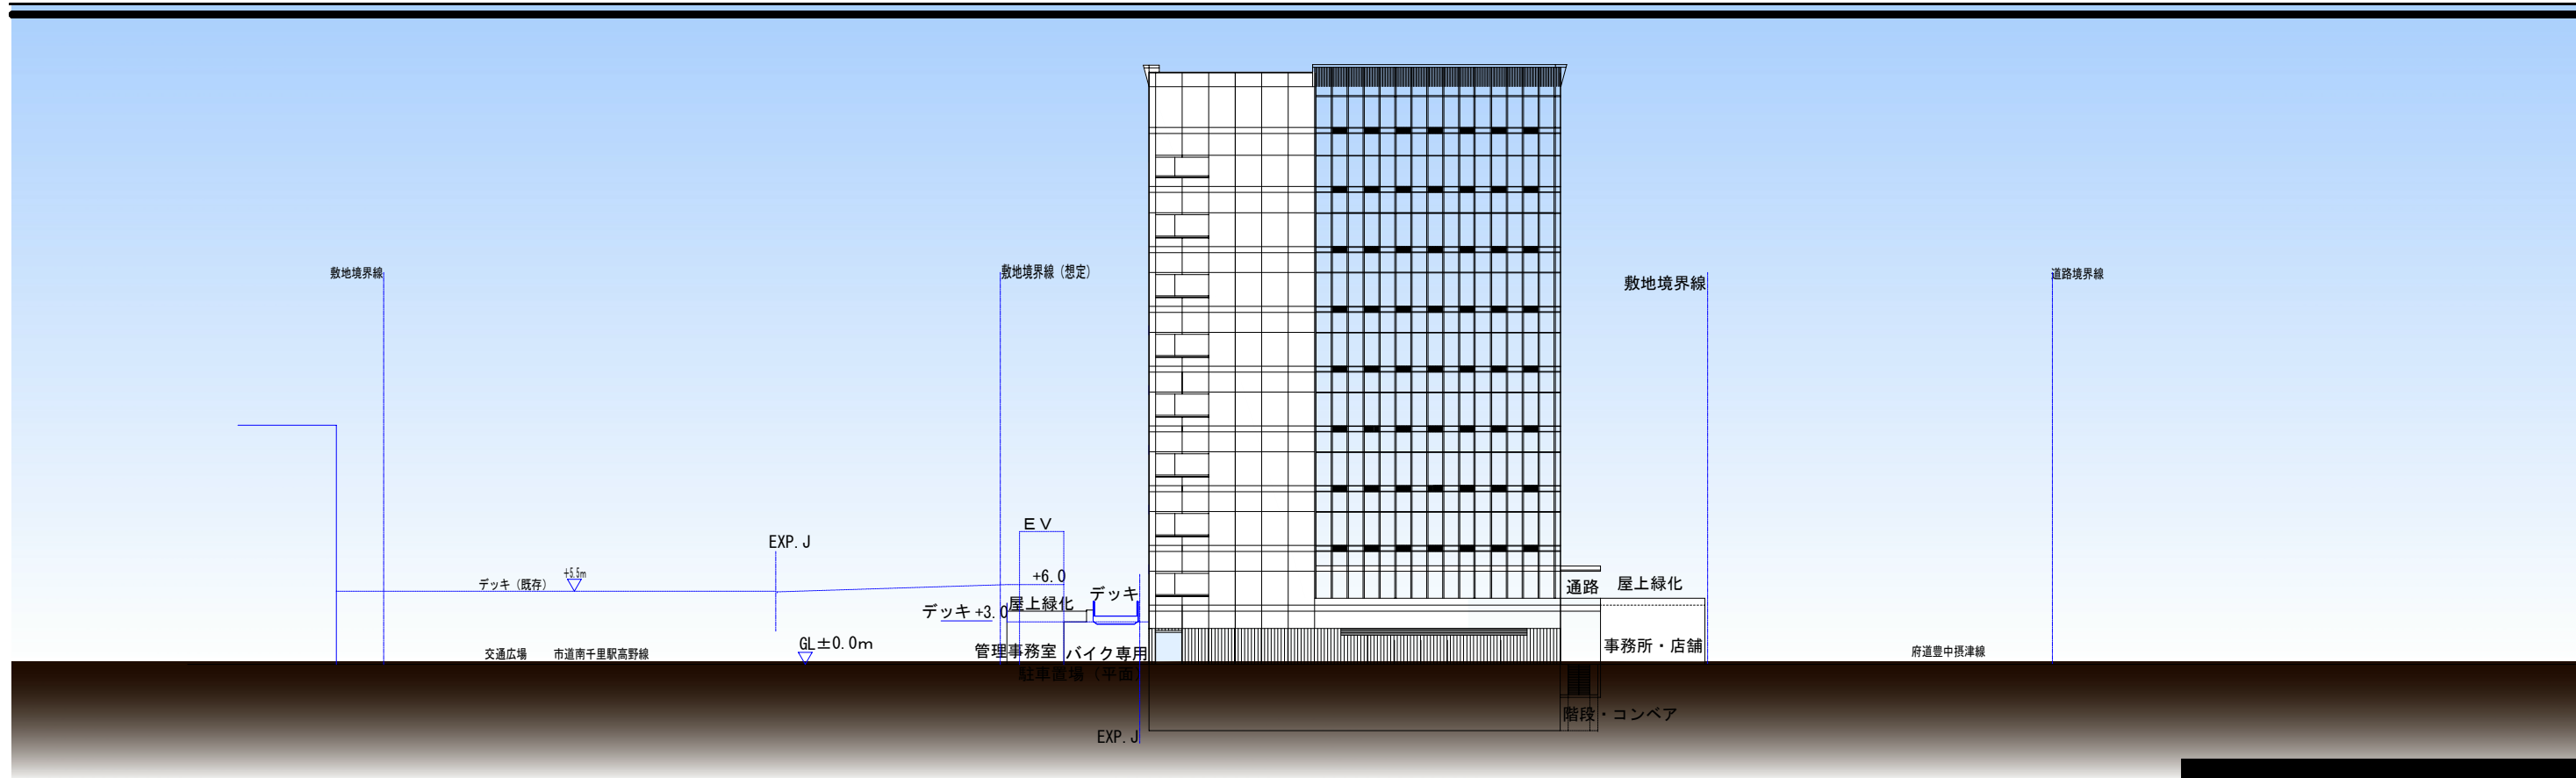 敷地境界線
敷地境界線(想定)
敷地境界線
道路境界線
EV
EXP.J
デッキ(既存)
+5.5m
+6.0
デッキ
通路
屋上緑化
デッキ+3.0
屋上緑化
GL±0.0m
交通広場
市道南千里駅高野線
管理事務室
バイク専用
駐車置場(平面)
事務所・店舗
府道豊中摂津線
階段・コンベア
EXP.J